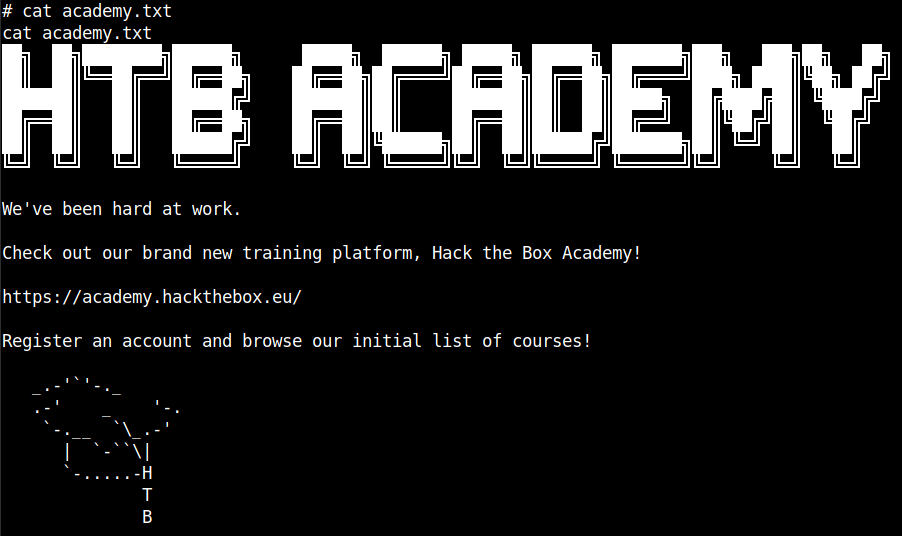 # cat academy.txt
cat academy.txt
HTB ACADEMY
We've been hard at work.
Check out our brand new training platform, Hack the Box Academy!
https://academy.hackthebox.eu/
Register an account and browse our initial list of courses!
H
T
B